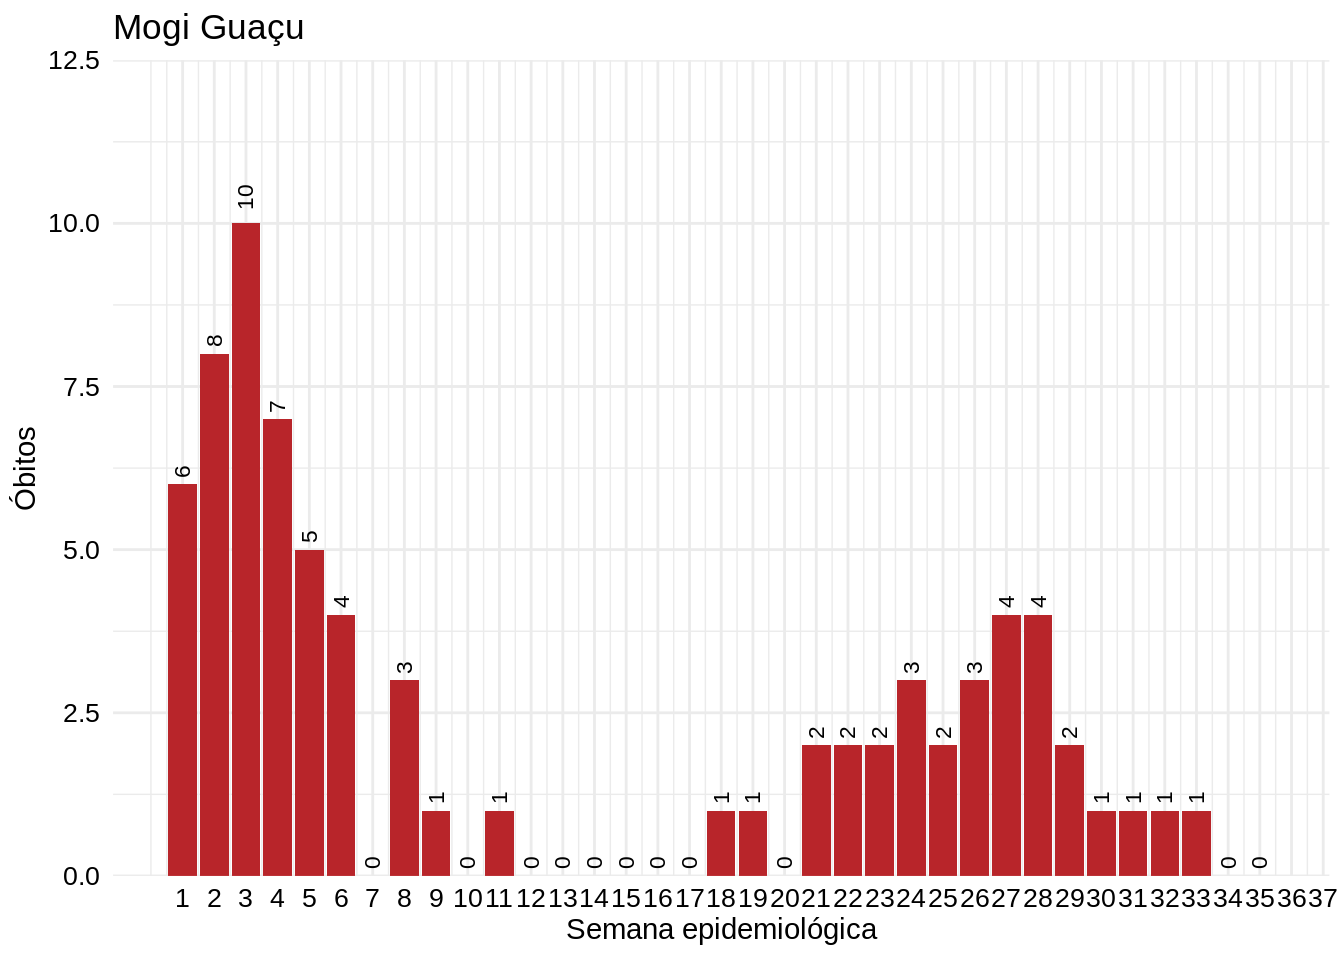 Mogi Guaçu
12.5
10.0
7.5
5.0
2.5
0.0
Óbitos
6 8 10 7 5 4 0 3 1 0 1 0 0 0 0 0 0 1 1 0 2 2 2 3 2 3 4 4 2 1 1 1 1 0 0
1 2 3 4 5 6 7 8 9 10 11 12 13 14 15 16 17 18 19 20 21 22 23 24 25 26 27 28 29 30 31 32 33 34 35 36 37
Semana epidemiológica